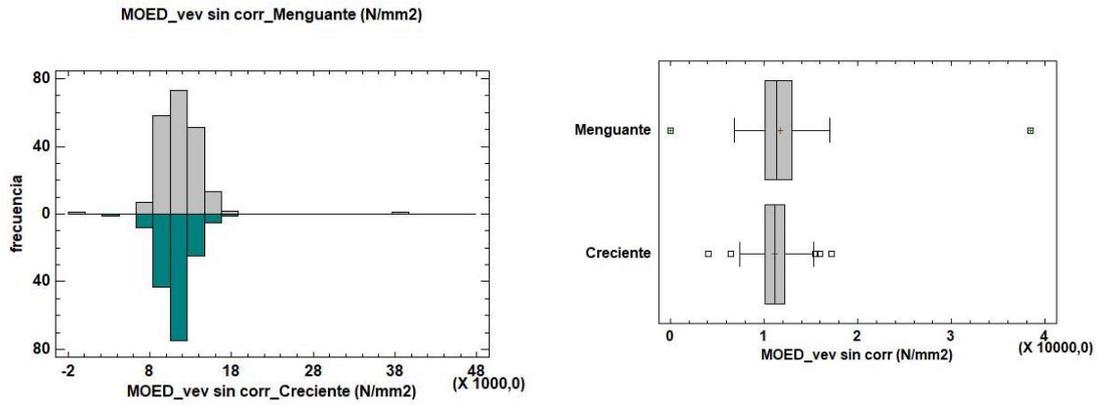 MOED_vev sin corr_Menguante (N/mm2)
80
40
0
40
80
frecuencia
-2 8 18 28 38 48
(X 1000,0)
MOED_vev sin corr_Creciente (N/mm2)
Menguante
Creciente
0 1 2 3 4
(X 10000,0)
MOED_vev sin corr (N/mm2)